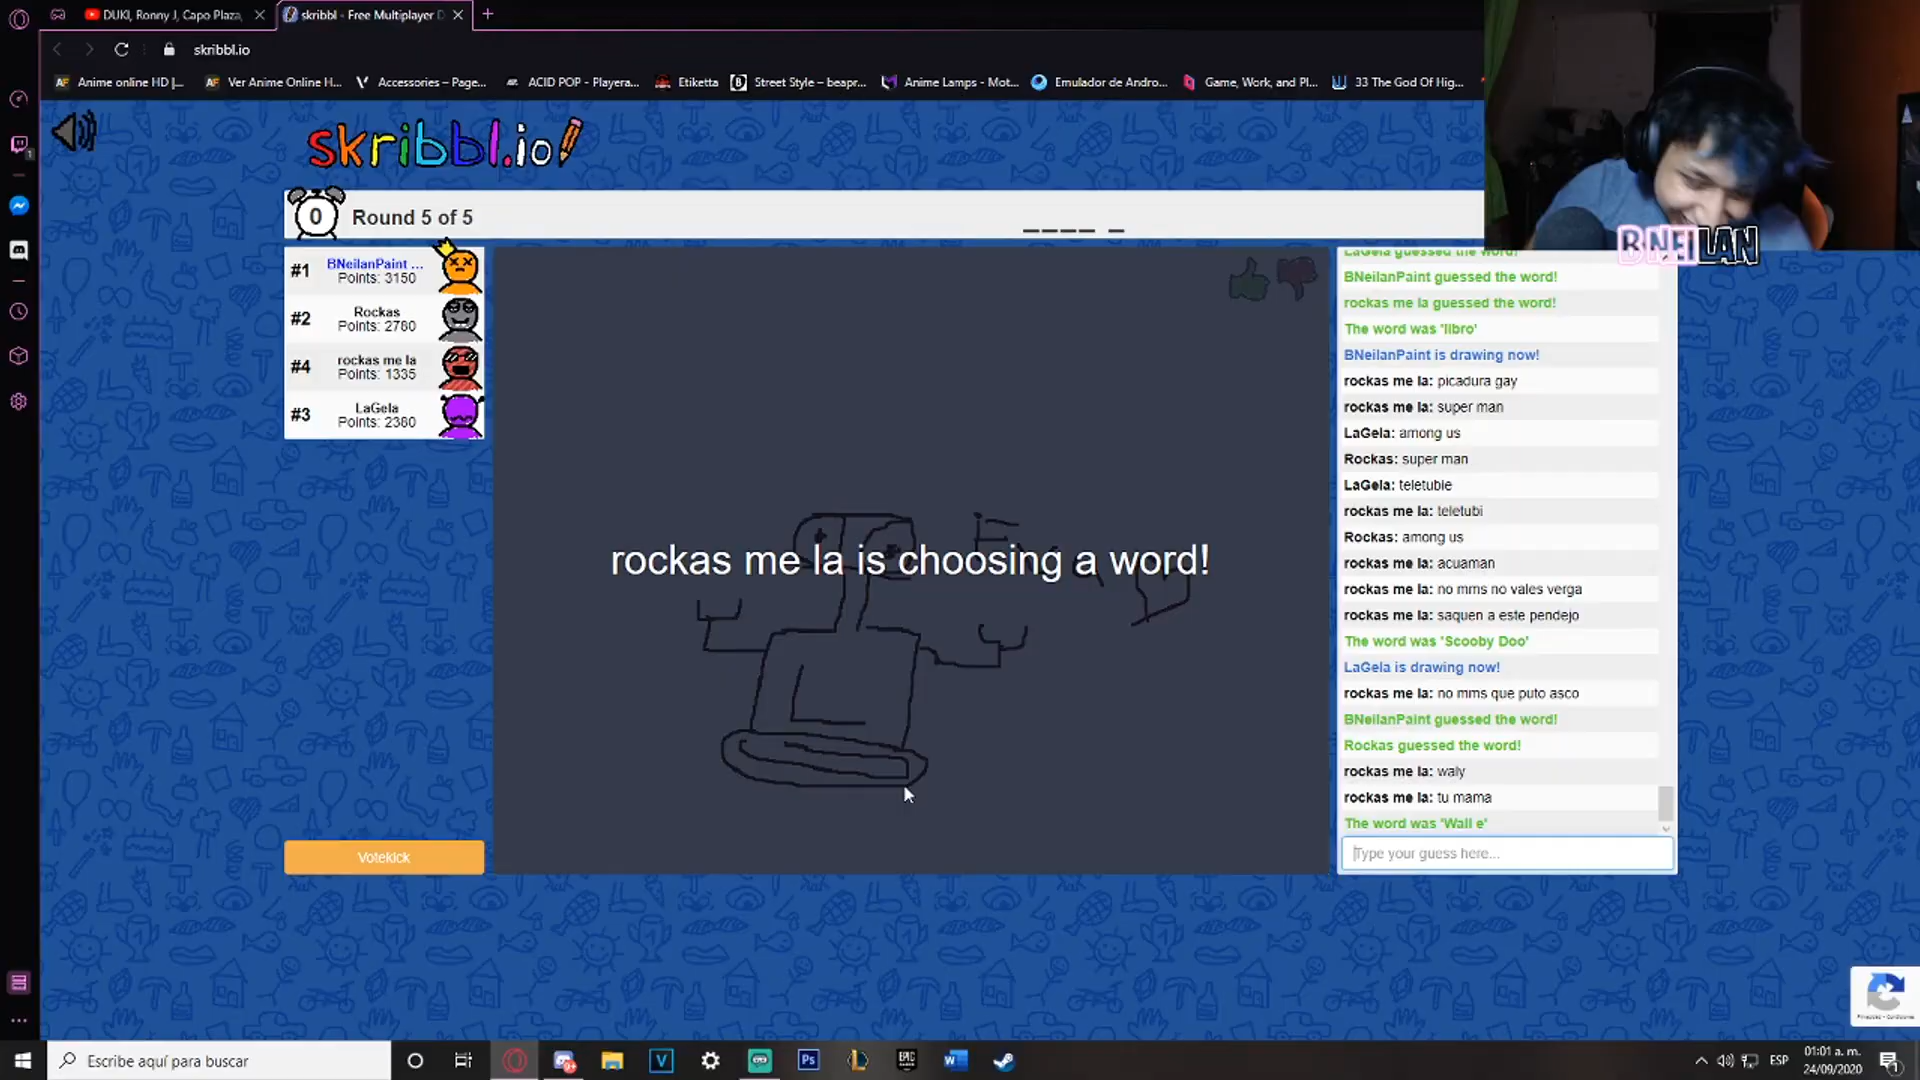 DUKI, Ronny J, Capo Plaza,
skribbl - Free Multiplayer D
skribbl.io
Anime online HD |...
Ver Anime Online H...
Accessories – Page...
ACID POP - Playera...
Etiketta
Street Style – beapr...
Anime Lamps - Mot...
Emulador de Andro...
Game, Work, and Pl...
33 The God Of Hig...
skribbl.io
BNEILAN
0
Round 5 of 5
____ _
#1
BNeilanPaint ...
Points: 3150
#2
Rockas
Points: 2780
#4
rockas me la
Points: 1335
#3
LaGela
Points: 2380
Votekick
rockas me la is choosing a word!
LaGela guessed the word!
BNeilanPaint guessed the word!
rockas me la guessed the word!
The word was 'libro'
BNeilanPaint is drawing now!
rockas me la: picadura gay
rockas me la: super man
LaGela: among us
Rockas: super man
LaGela: teletubie
rockas me la: teletubi
Rockas: among us
rockas me la: acuaman
rockas me la: no mms no vales verga
rockas me la: saquen a este pendejo
The word was 'Scooby Doo'
LaGela is drawing now!
rockas me la: no mms que puto asco
BNeilanPaint guessed the word!
Rockas guessed the word!
rockas me la: waly
rockas me la: tu mama
The word was 'Wall e'
Type your guess here...
Escribe aquí para buscar
Ps
EPIC
ESP
01:01 a. m.
24/09/2020